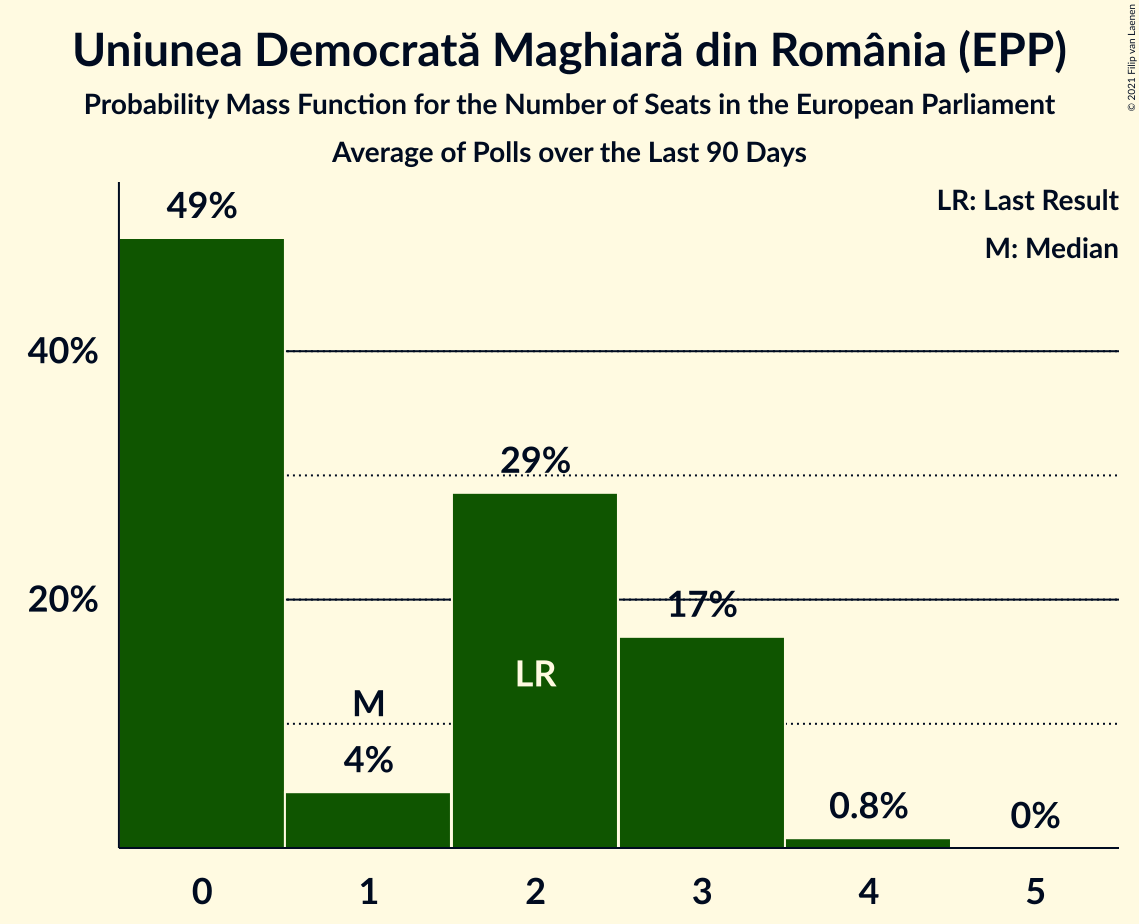 Uniunea Democrată Maghiară din România (EPP)
Probability Mass Function for the Number of Seats in the European Parliament
Average of Polls over the Last 90 Days
© 2021 Filip van Laenen
LR: Last Result
M: Median
49%
40%
29%
20%
17%
LR
M
4%
0.8%
0%
0 1 2 3 4 5